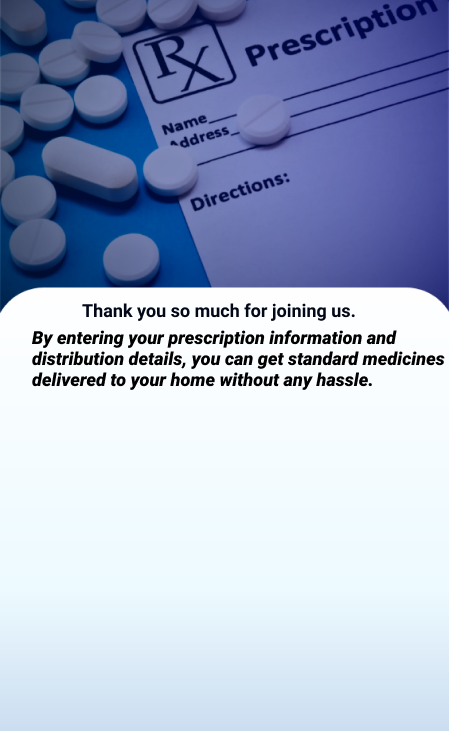 Rx Prescription
Name
Address
Directions:
Thank you so much for joining us.
By entering your prescription information and
distribution details, you can get standard medicines
delivered to your home without any hassle.